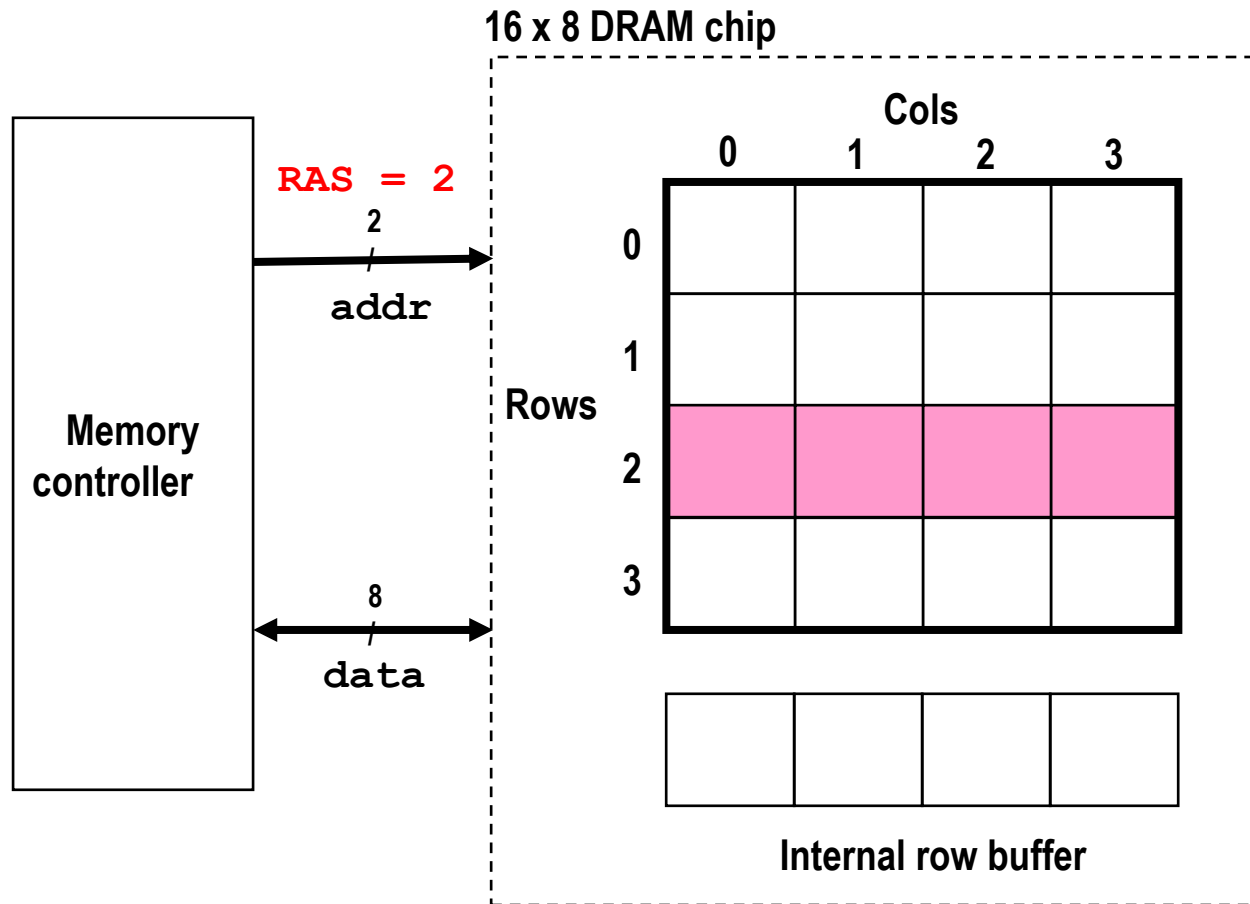 16 x 8 DRAM chip
Cols
0 1 2 3
RAS = 2
2
addr
0
1
Rows
2
3
Memory
controller
8
data
Internal row buffer